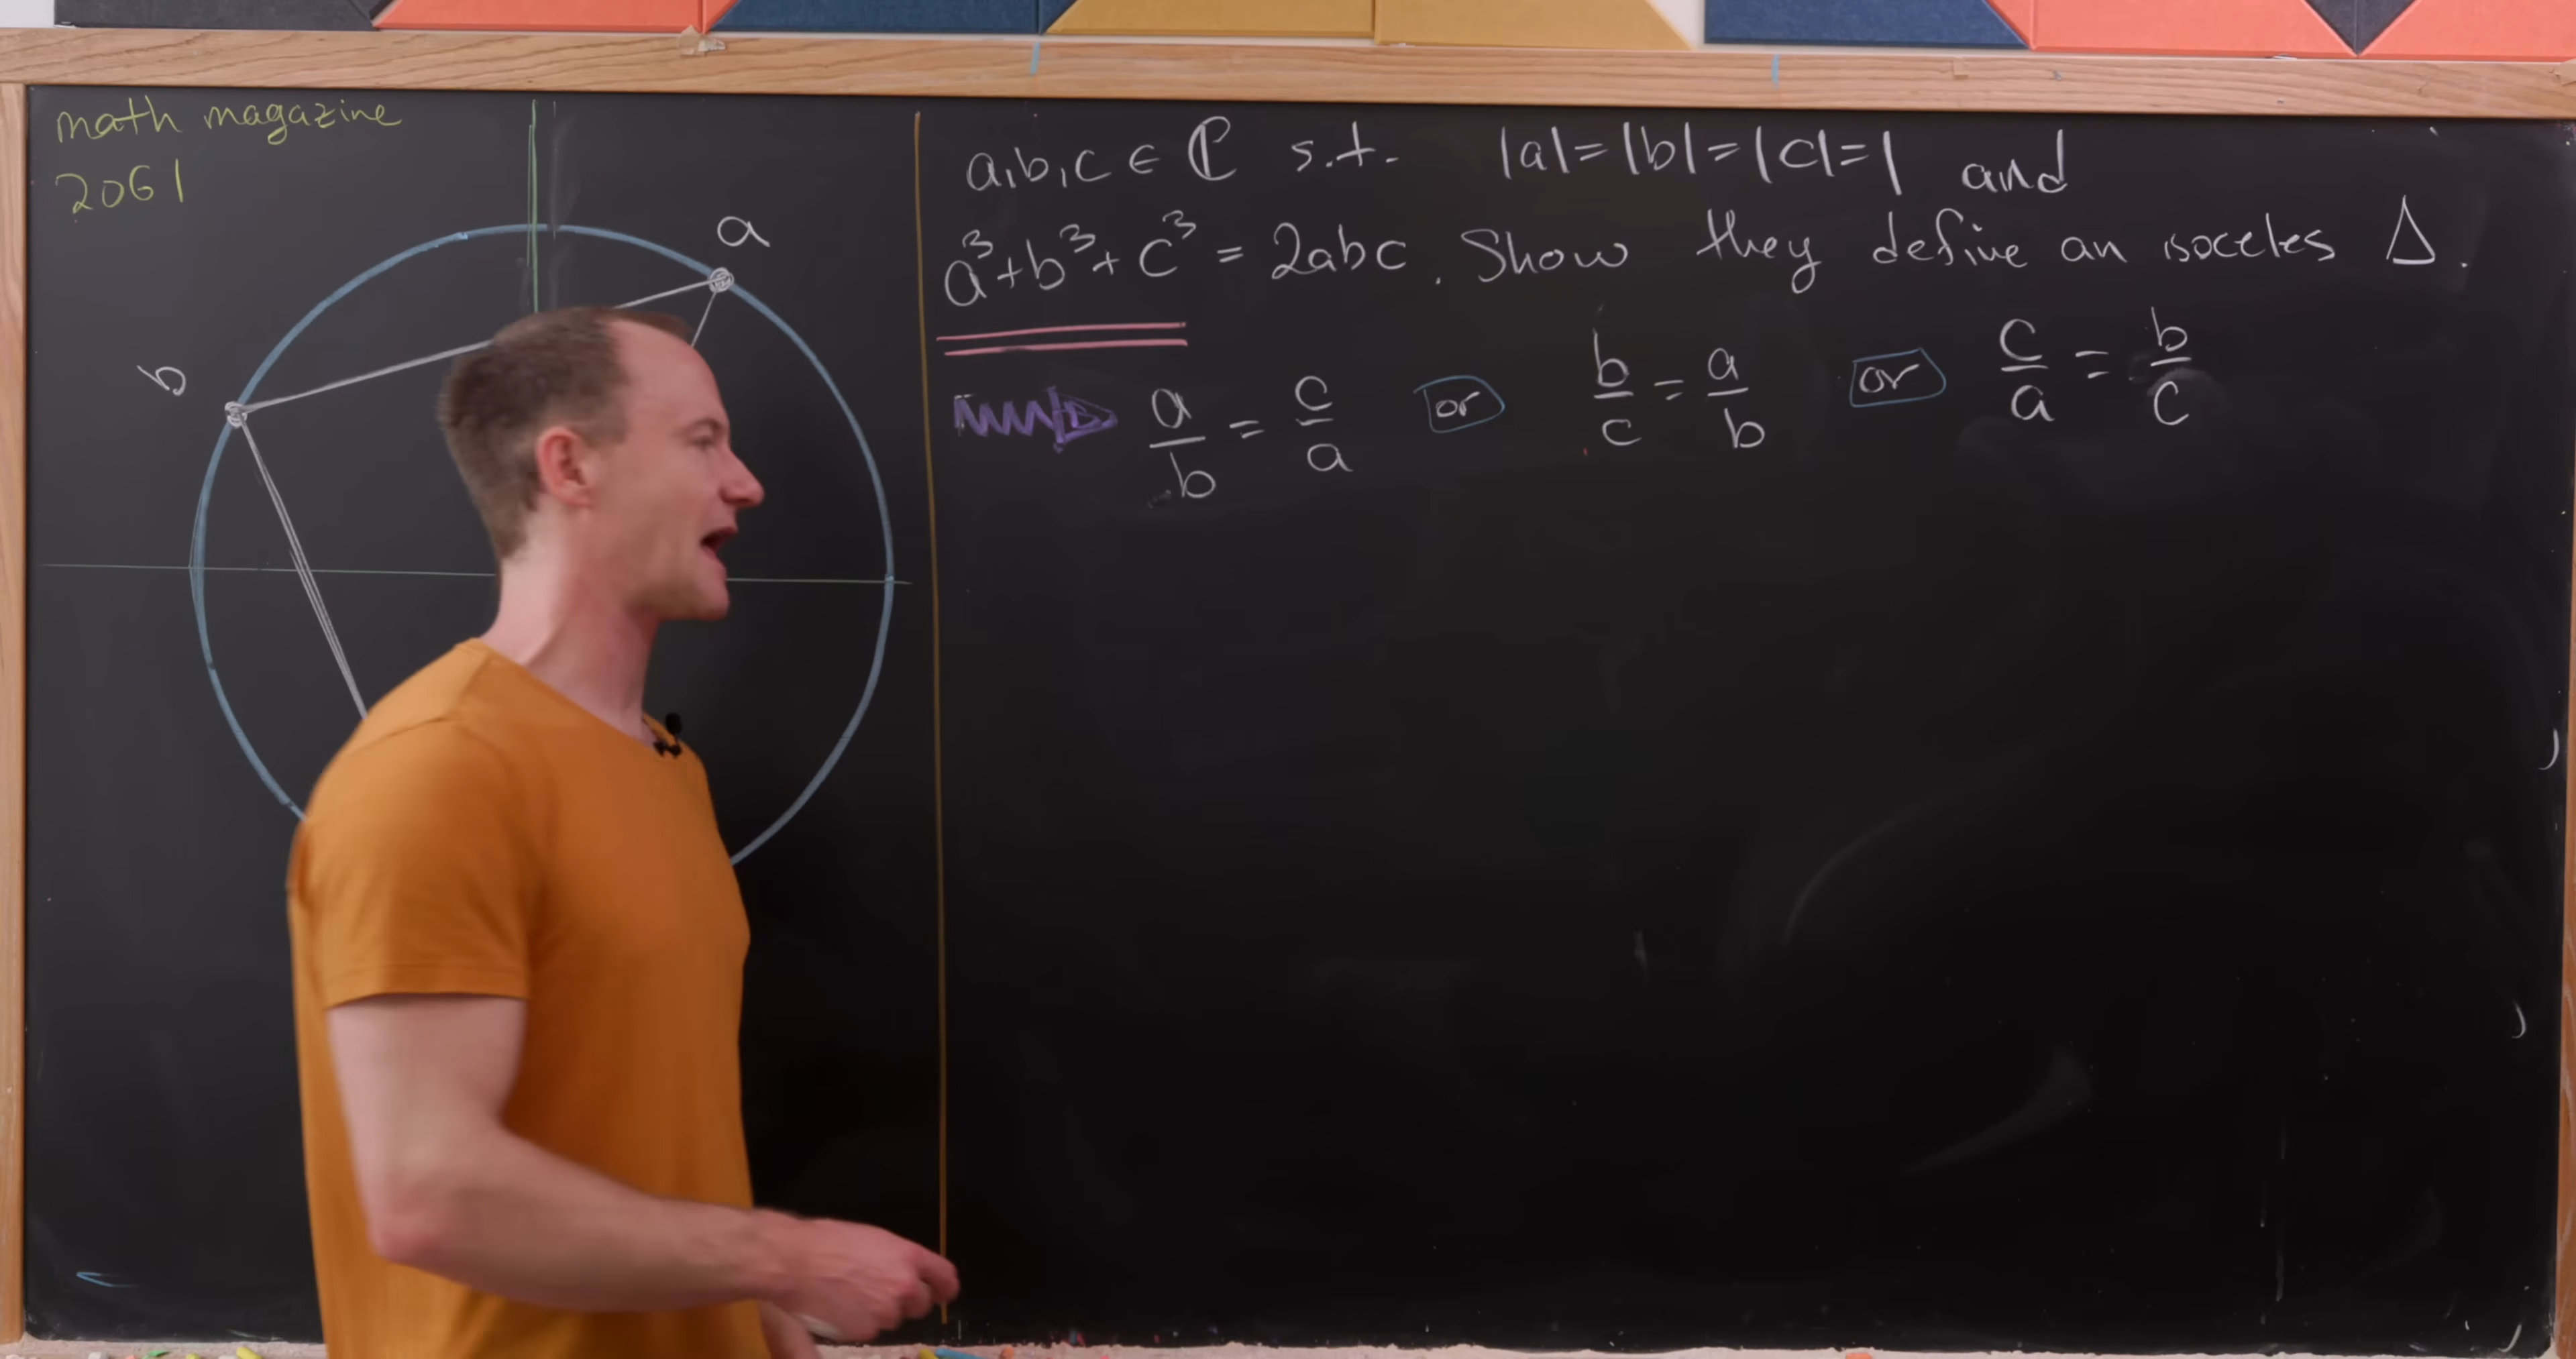 math magazine
2061
a
b
a,b,c ∈ ℂ s.t. |a|=|b|=|c|=1 and
a³+b³+c³ = 2abc. Show they define an isoceles Δ.
a/b = c/a or b/c = a/b or c/a = b/c